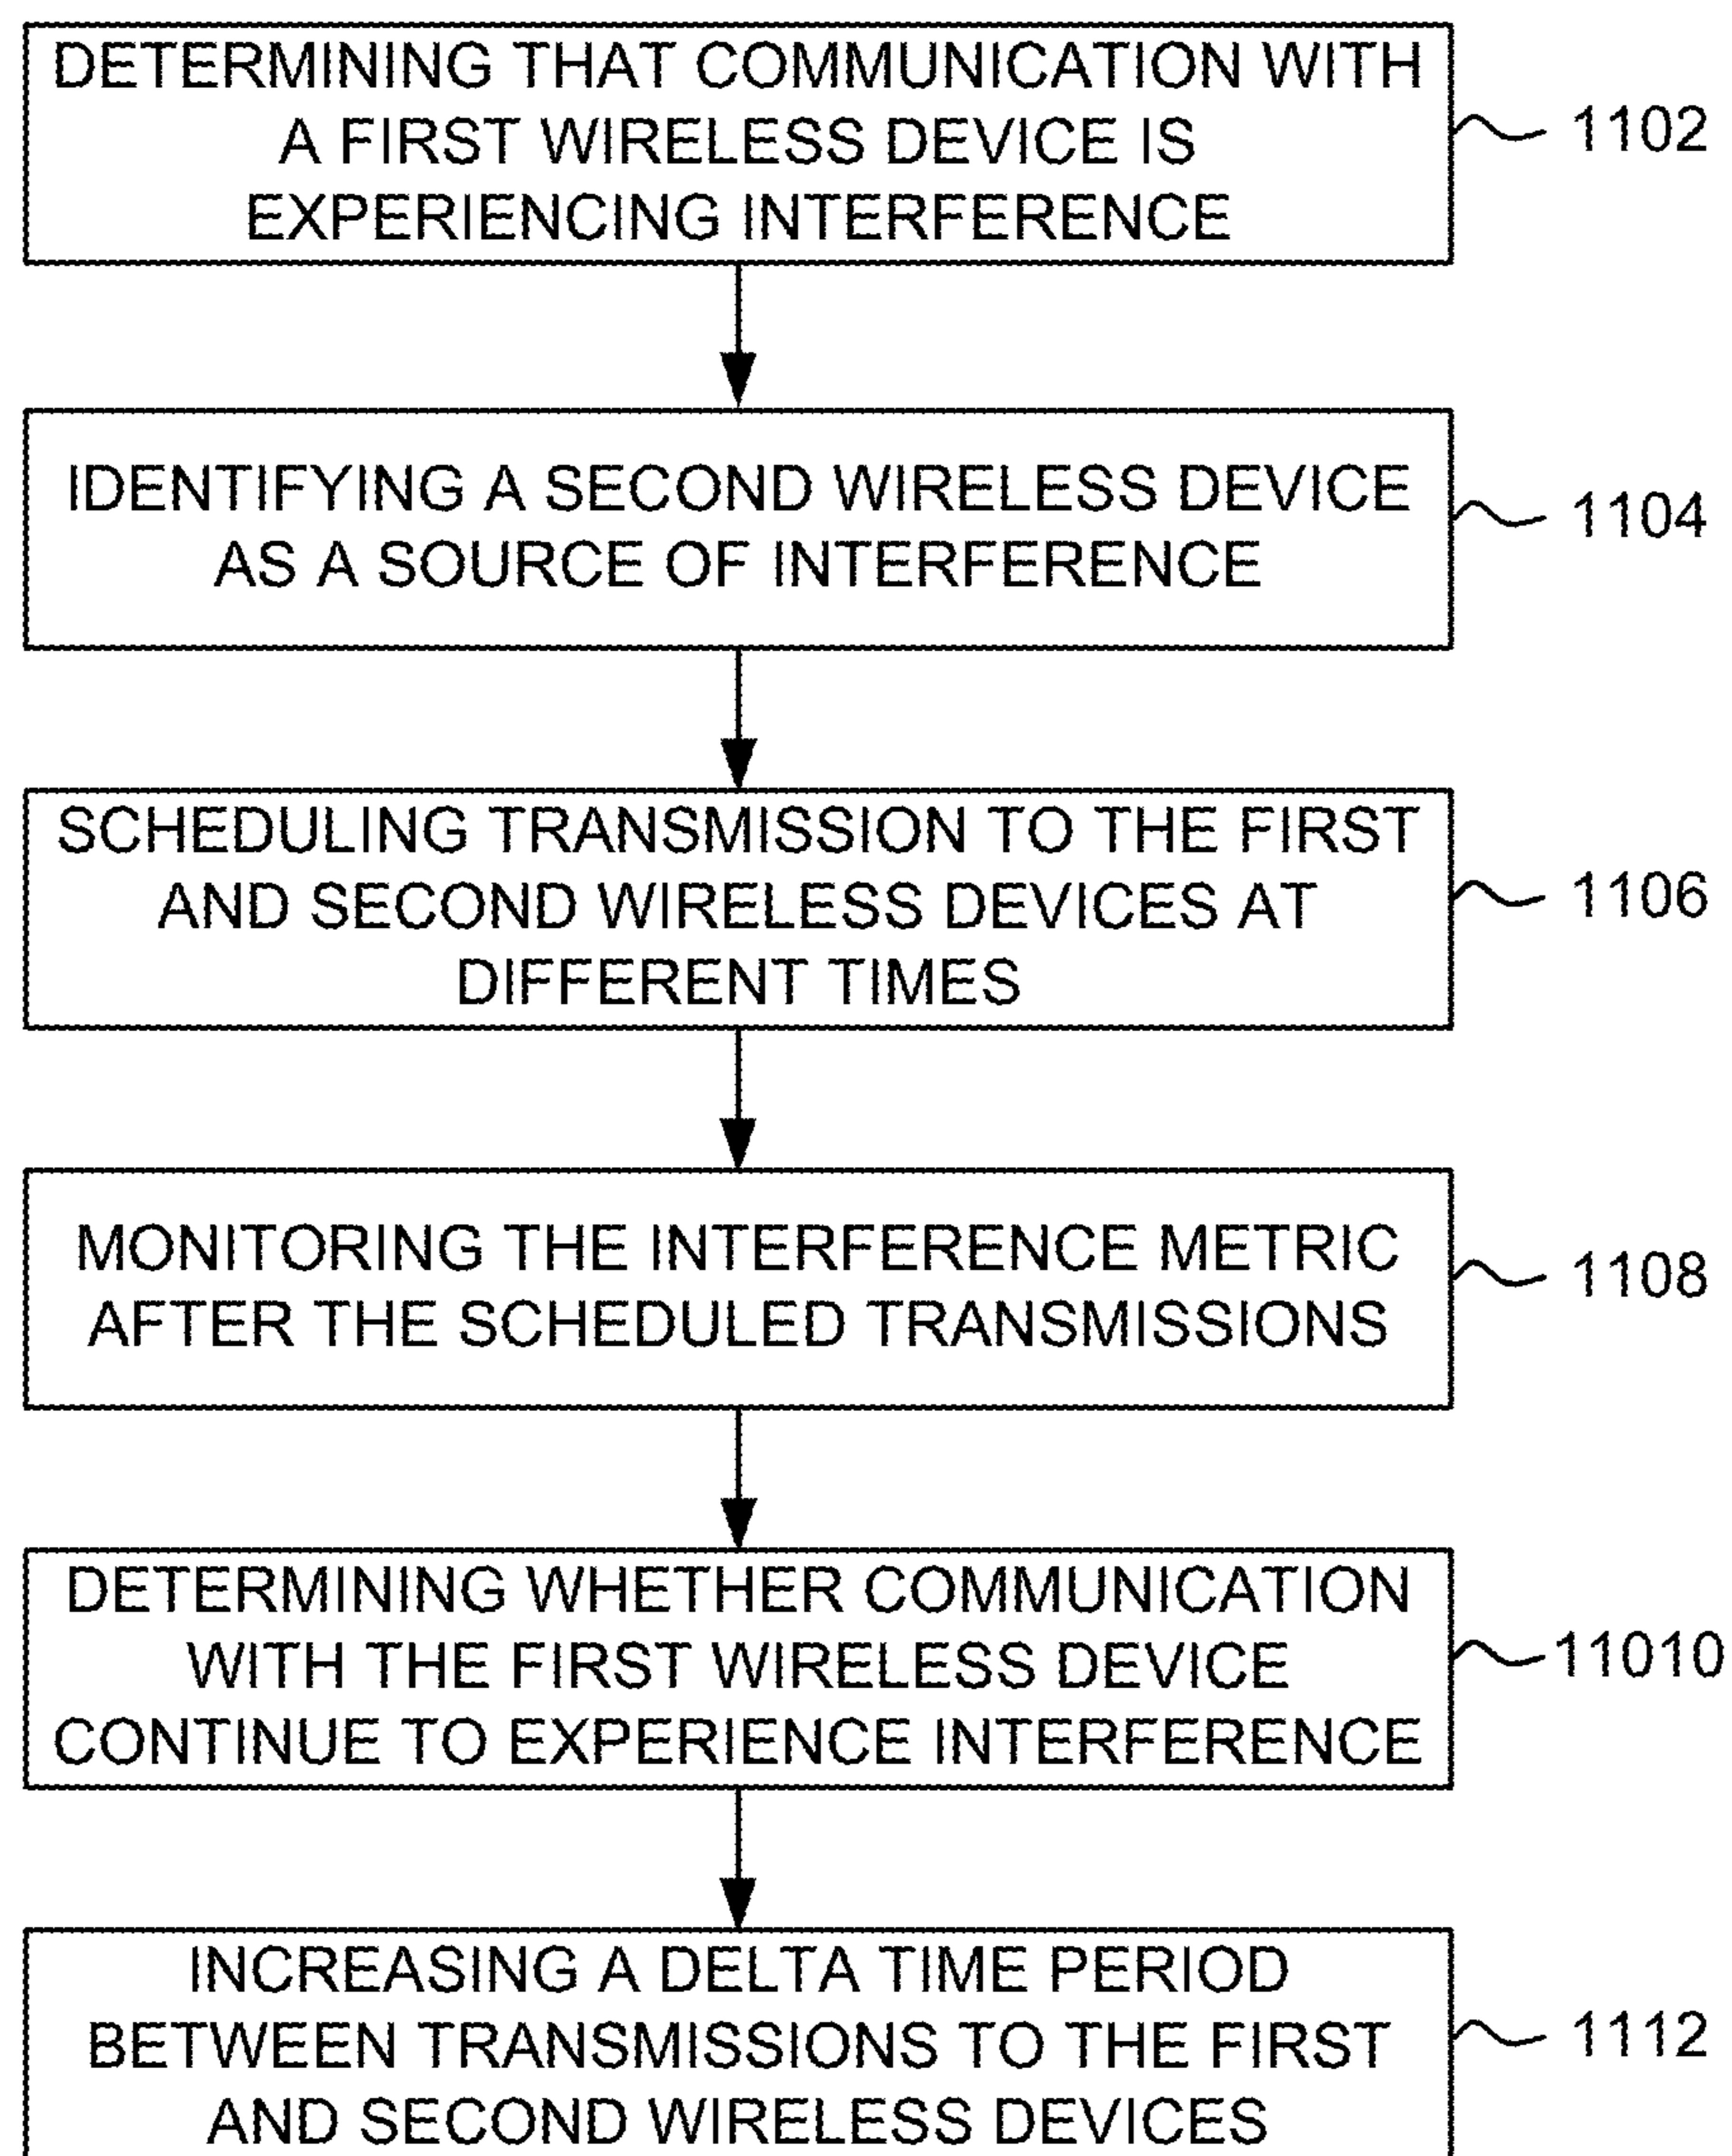 DETERMINING THAT COMMUNICATION WITH
A FIRST WIRELESS DEVICE IS
EXPERIENCING INTERFERENCE
1102
IDENTIFYING A SECOND WIRELESS DEVICE
AS A SOURCE OF INTERFERENCE
1104
SCHEDULING TRANSMISSION TO THE FIRST
AND SECOND WIRELESS DEVICES AT
DIFFERENT TIMES
1106
MONITORING THE INTERFERENCE METRIC
AFTER THE SCHEDULED TRANSMISSIONS
1108
DETERMINING WHETHER COMMUNICATION
WITH THE FIRST WIRELESS DEVICE
CONTINUE TO EXPERIENCE INTERFERENCE
11010
INCREASING A DELTA TIME PERIOD
BETWEEN TRANSMISSIONS TO THE FIRST
AND SECOND WIRELESS DEVICES
1112